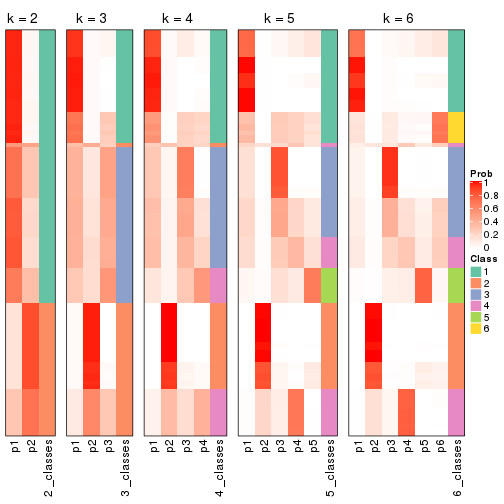 k = 2
k = 3
k = 4
k = 5
k = 6
Prob
1
0.8
0.6
0.4
0.2
0
Class
1
2
3
4
5
6
p1
p2
2_classes
p1
p2
p3
3_classes
p1
p2
p3
p4
4_classes
p1
p2
p3
p4
p5
5_classes
p1
p2
p3
p4
p5
p6
6_classes